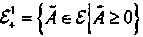 ℰ₊¹ = { Ã ∈ ℰ | Ã ≥ 0 }